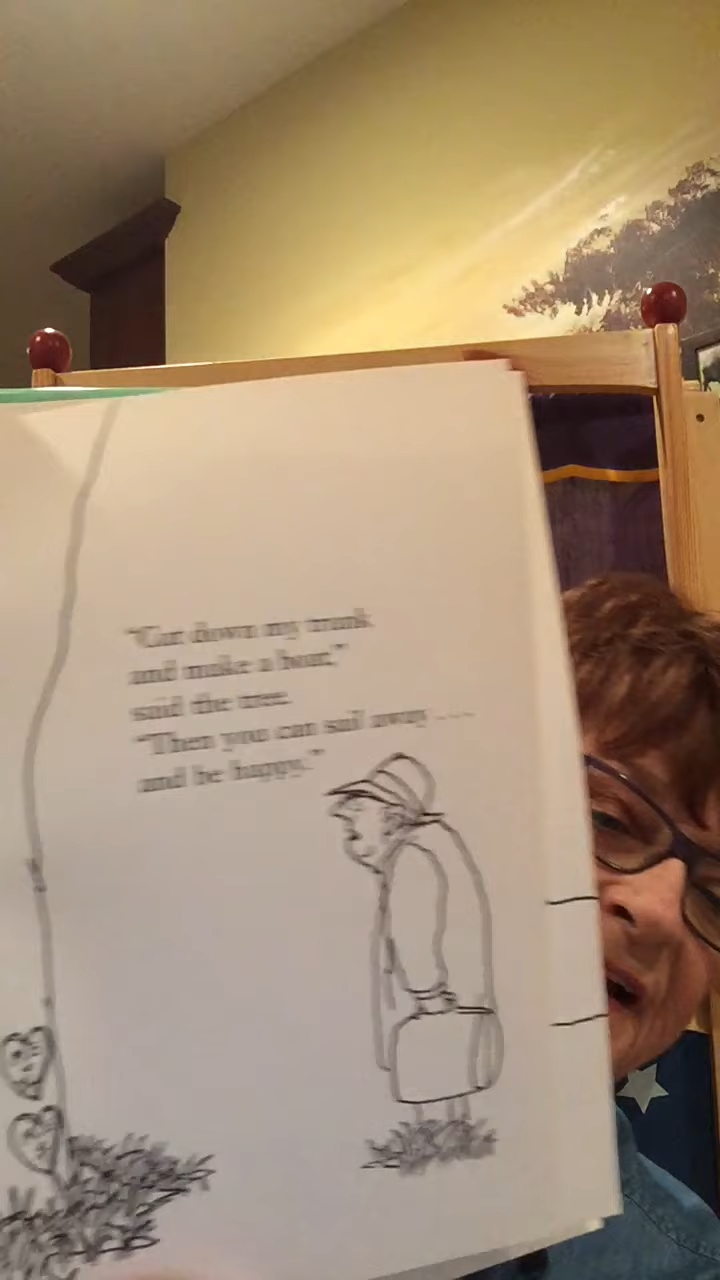 "Cut down my trunk
and make a boat,"
said the tree.
"Then you can sail away . . .
and be happy."